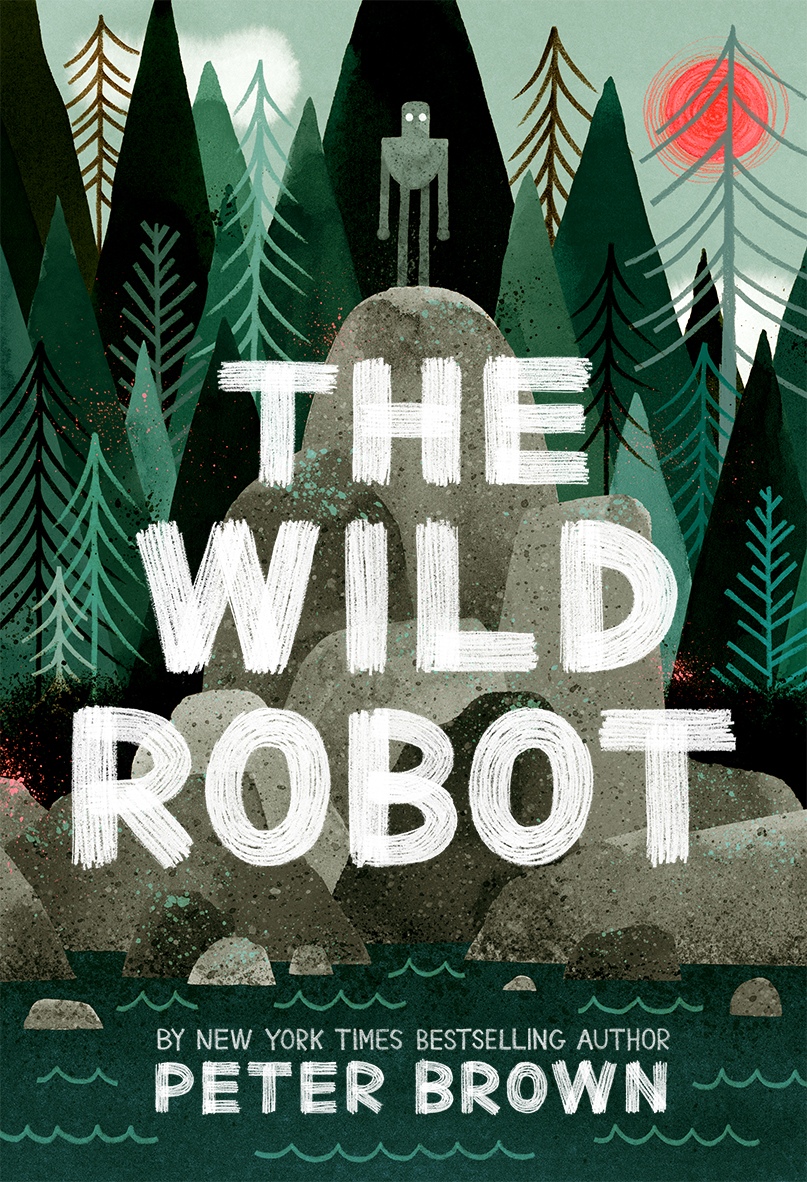 THE
WILD
ROBOT
BY NEW YORK TIMES BESTSELLING AUTHOR
PETER BROWN